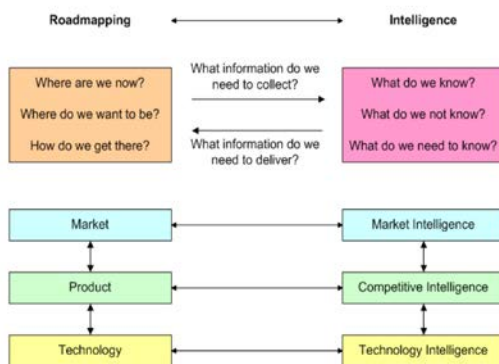 Roadmapping
Intelligence
Where are we now?
Where do we want to be?
How do we get there?
What information do we
need to collect?
What information do we
need to deliver?
What do we know?
What do we not know?
What do we need to know?
Market
Market Intelligence
Product
Competitive Intelligence
Technology
Technology Intelligence